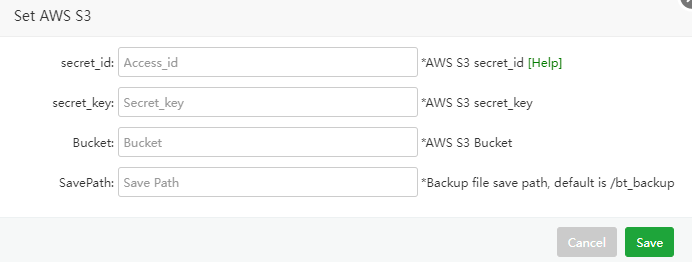 Set AWS S3
secret_id: Access_id *AWS S3 secret_id [Help]
secret_key: Secret_key *AWS S3 secret_key
Bucket: Bucket *AWS S3 Bucket
SavePath: Save Path *Backup file save path, default is /bt_backup
Cancel Save